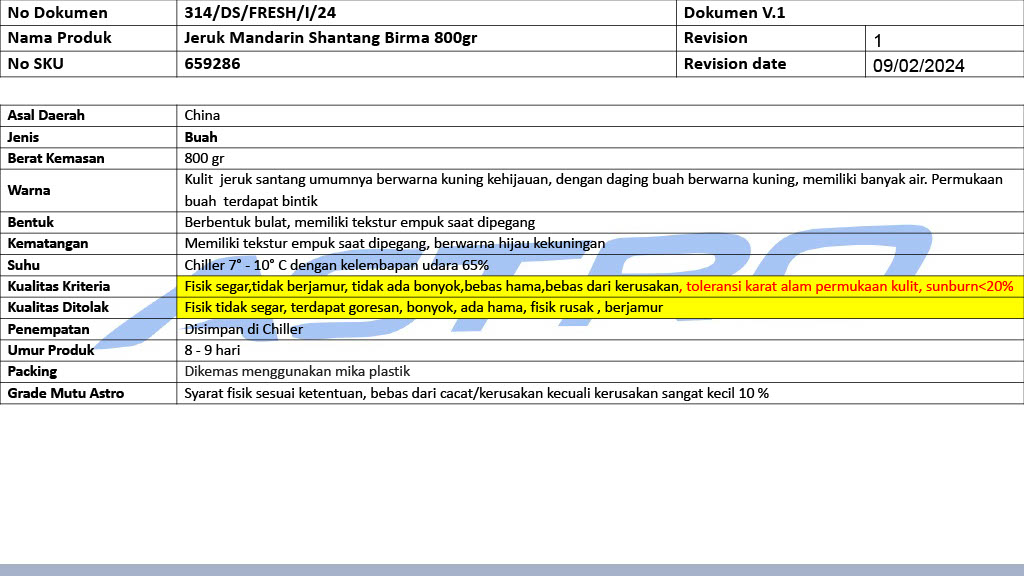 No Dokumen 314/DS/FRESH/I/24 Dokumen V.1
Nama Produk Jeruk Mandarin Shantang Birma 800gr Revision 1
No SKU 659286 Revision date 09/02/2024
Asal Daerah China
Jenis Buah
Berat Kemasan 800 gr
Warna Kulit  jeruk santang umumnya berwarna kuning kehijauan, dengan daging buah berwarna kuning, memiliki banyak air. Permukaan
buah  terdapat bintik
Bentuk Berbentuk bulat, memiliki tekstur empuk saat dipegang
Kematangan Memiliki tekstur empuk saat dipegang, berwarna hijau kekuningan
Suhu Chiller 7° - 10° C dengan kelembapan udara 65%
Kualitas Kriteria Fisik segar,tidak berjamur, tidak ada bonyok,bebas hama,bebas dari kerusakan, toleransi karat alam permukaan kulit, sunburn<20%
Kualitas Ditolak Fisik tidak segar, terdapat goresan, bonyok, ada hama, fisik rusak , berjamur
Penempatan Disimpan di Chiller
Umur Produk 8 - 9 hari
Packing Dikemas menggunakan mika plastik
Grade Mutu Astro Syarat fisik sesuai ketentuan, bebas dari cacat/kerusakan kecuali kerusakan sangat kecil 10 %
ASTRO